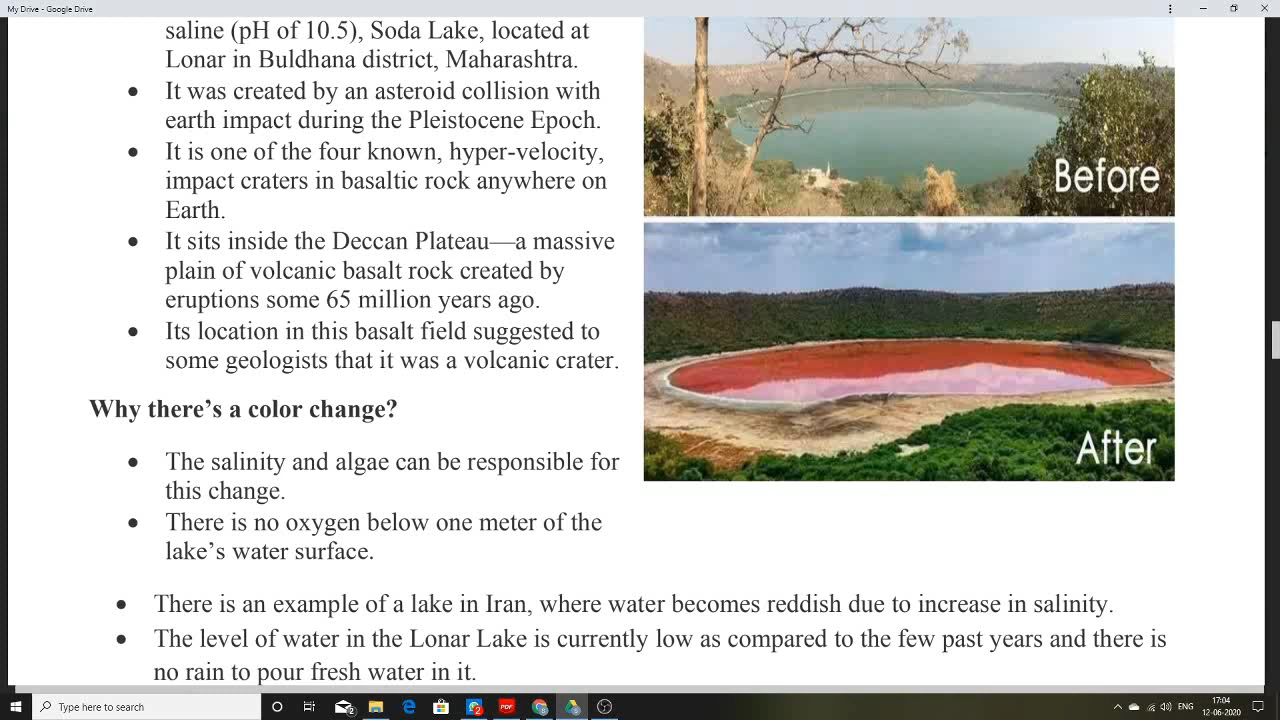 My Drive - Google Drive
saline (pH of 10.5), Soda Lake, located at
Lonar in Buldhana district, Maharashtra.
• It was created by an asteroid collision with
earth impact during the Pleistocene Epoch.
• It is one of the four known, hyper-velocity,
impact craters in basaltic rock anywhere on
Earth.
• It sits inside the Deccan Plateau—a massive
plain of volcanic basalt rock created by
eruptions some 65 million years ago.
• Its location in this basalt field suggested to
some geologists that it was a volcanic crater.
Before
After
Why there’s a color change?
• The salinity and algae can be responsible for
this change.
• There is no oxygen below one meter of the
lake’s water surface.
• There is an example of a lake in Iran, where water becomes reddish due to increase in salinity.
• The level of water in the Lonar Lake is currently low as compared to the few past years and there is
no rain to pour fresh water in it.
Type here to search
2
2
PDF
ENG
17:04
12-06-2020